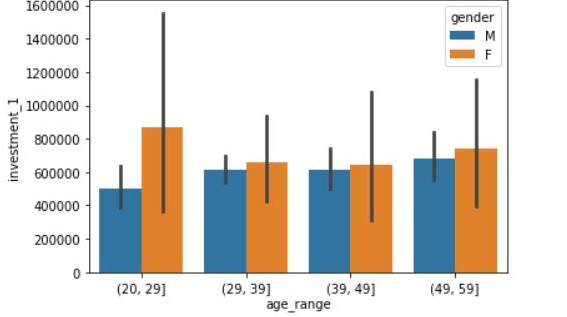 1600000
1400000
1200000
1000000
800000
600000
400000
200000
0
investment_1
gender
M
F
(20, 29]
(29, 39]
(39, 49]
(49, 59]
age_range